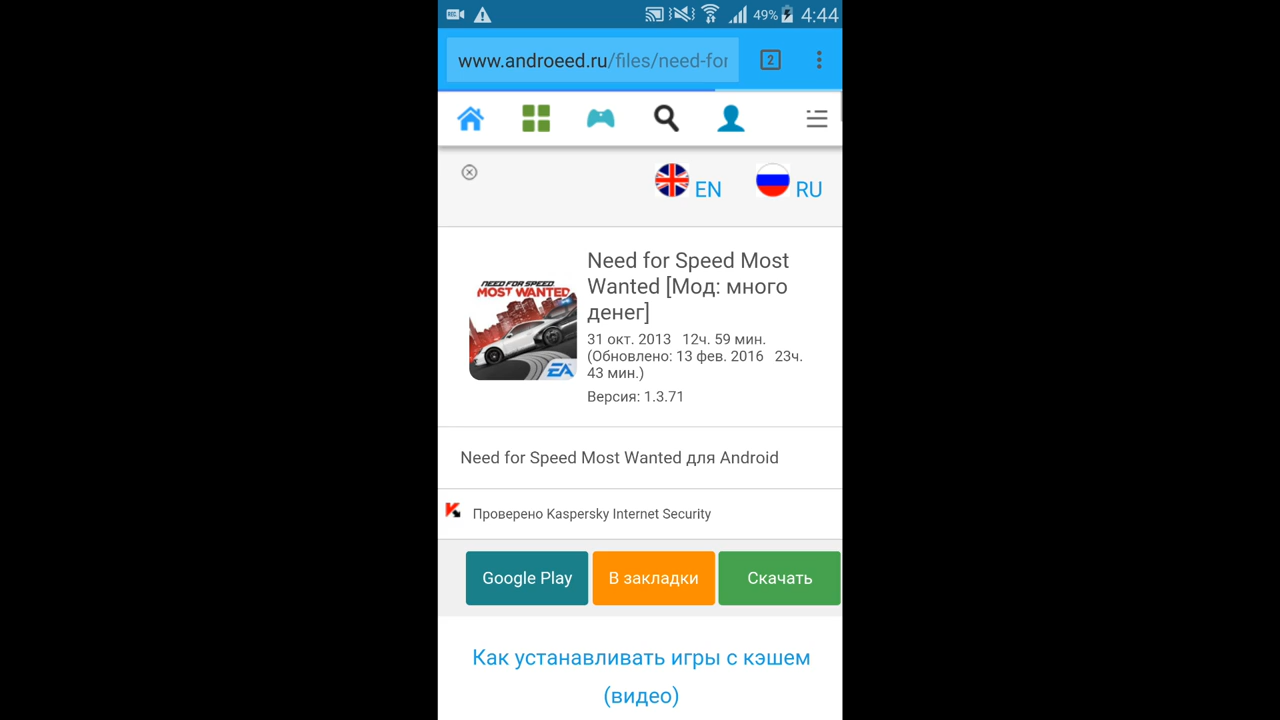 49% 4:44
www.androeed.ru/files/need-for
2
EN RU
NEED FOR SPEED
MOST WANTED
EA
Need for Speed Most
Wanted [Мод: много
денег]
31 окт. 2013 12ч. 59 мин.
(Обновлено: 13 фев. 2016 23ч.
43 мин.)
Версия: 1.3.71
Need for Speed Most Wanted для Android
Проверено Kaspersky Internet Security
Google Play В закладки Скачать
Как устанавливать игры с кэшем
(видео)